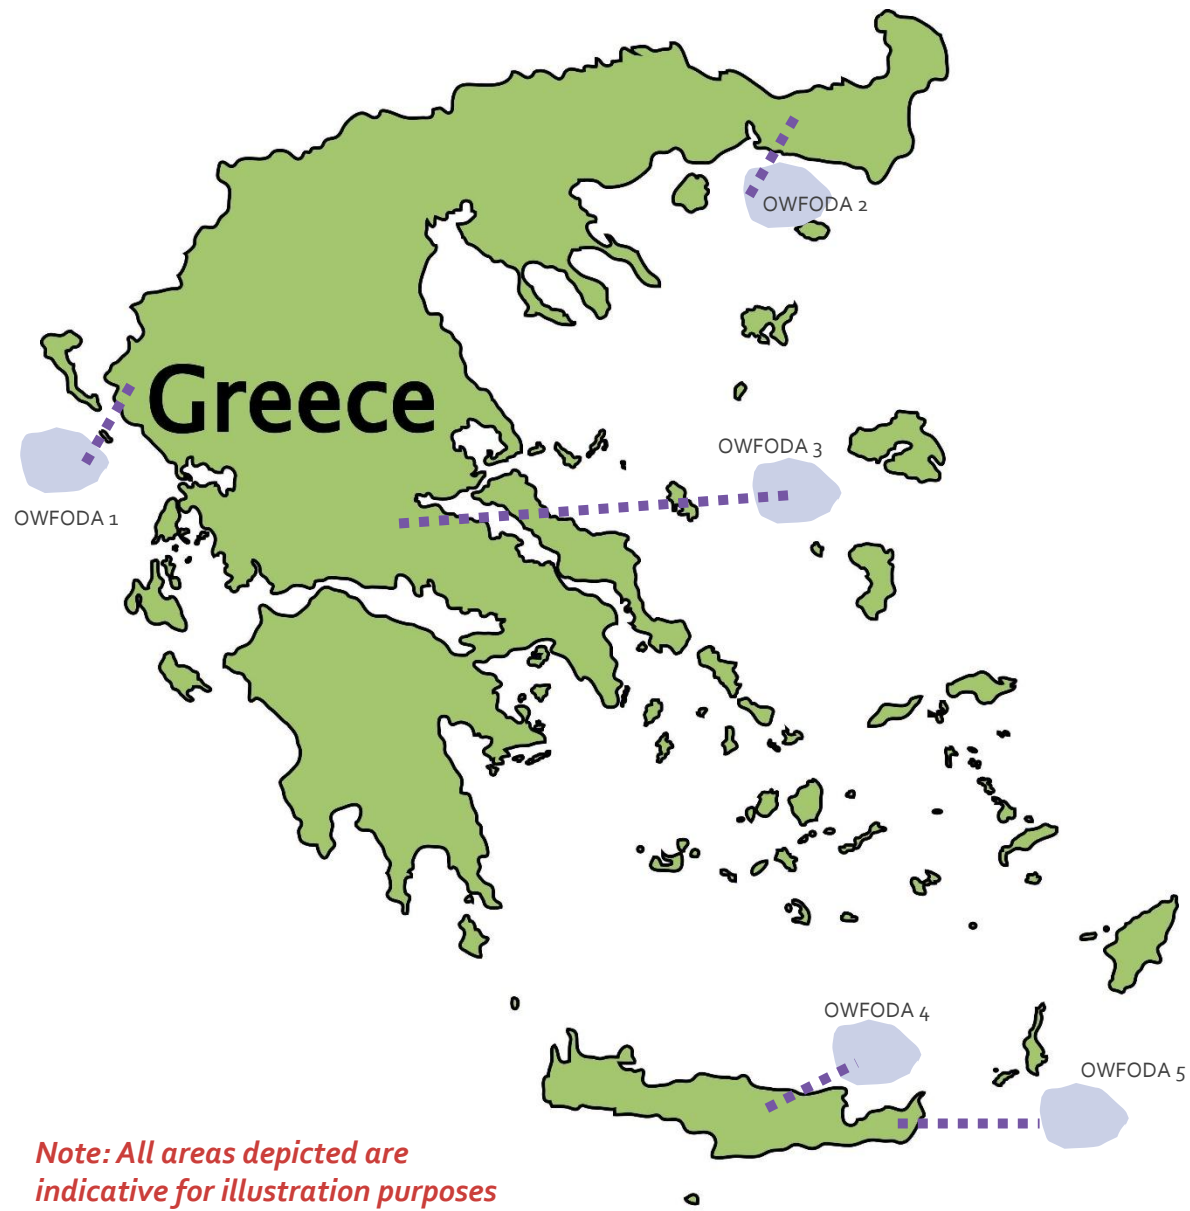 OWFODA 2
Greece
OWFODA 3
OWFODA 1
OWFODA 4
OWFODA 5
Note: All areas depicted are
indicative for illustration purposes